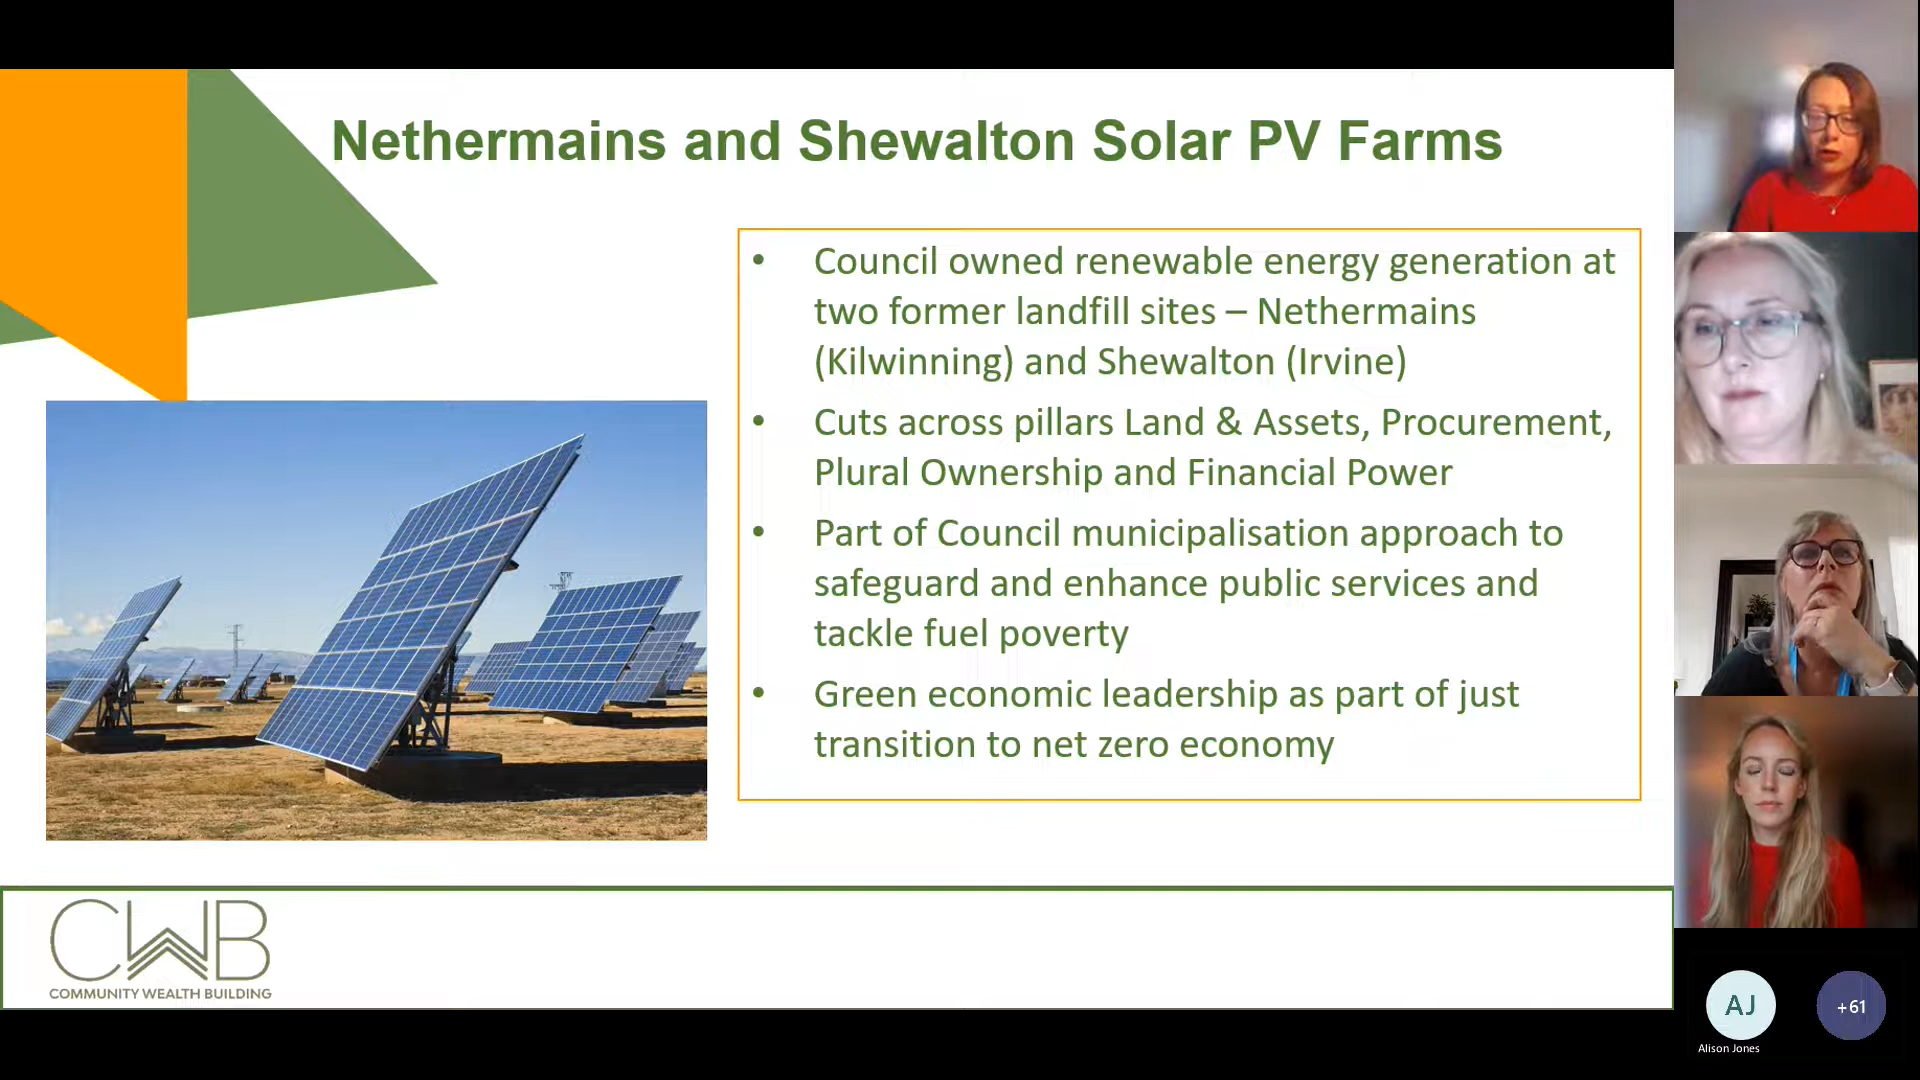 Nethermains and Shewalton Solar PV Farms
• Council owned renewable energy generation at
two former landfill sites – Nethermains
(Kilwinning) and Shewalton (Irvine)
• Cuts across pillars Land & Assets, Procurement,
Plural Ownership and Financial Power
• Part of Council municipalisation approach to
safeguard and enhance public services and
tackle fuel poverty
• Green economic leadership as part of just
transition to net zero economy
CWB
COMMUNITY WEALTH BUILDING
AJ
+61
Alison Jones